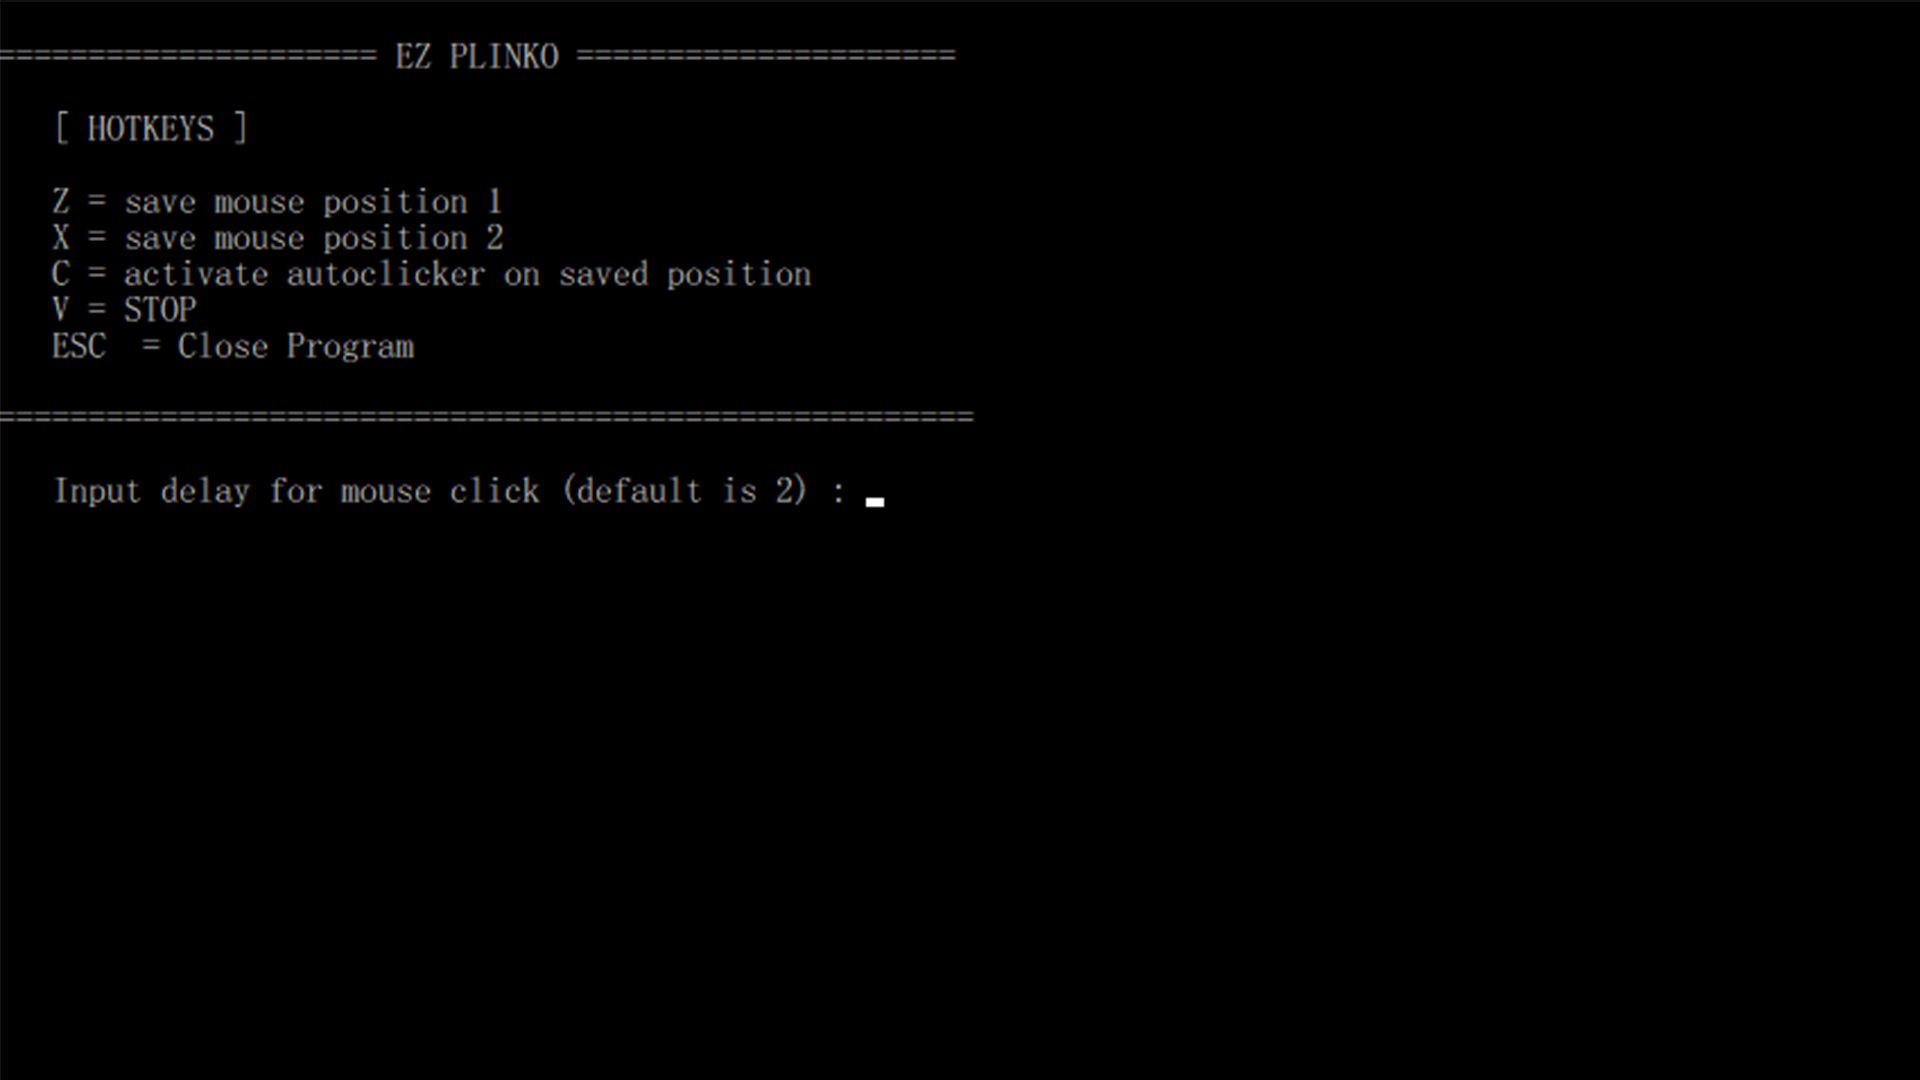 ===================== EZ PLINKO =====================
[ HOTKEYS ]
Z = save mouse position 1
X = save mouse position 2
C = activate autoclicker on saved position
V = STOP
ESC  = Close Program
======================================================
Input delay for mouse click (default is 2) :